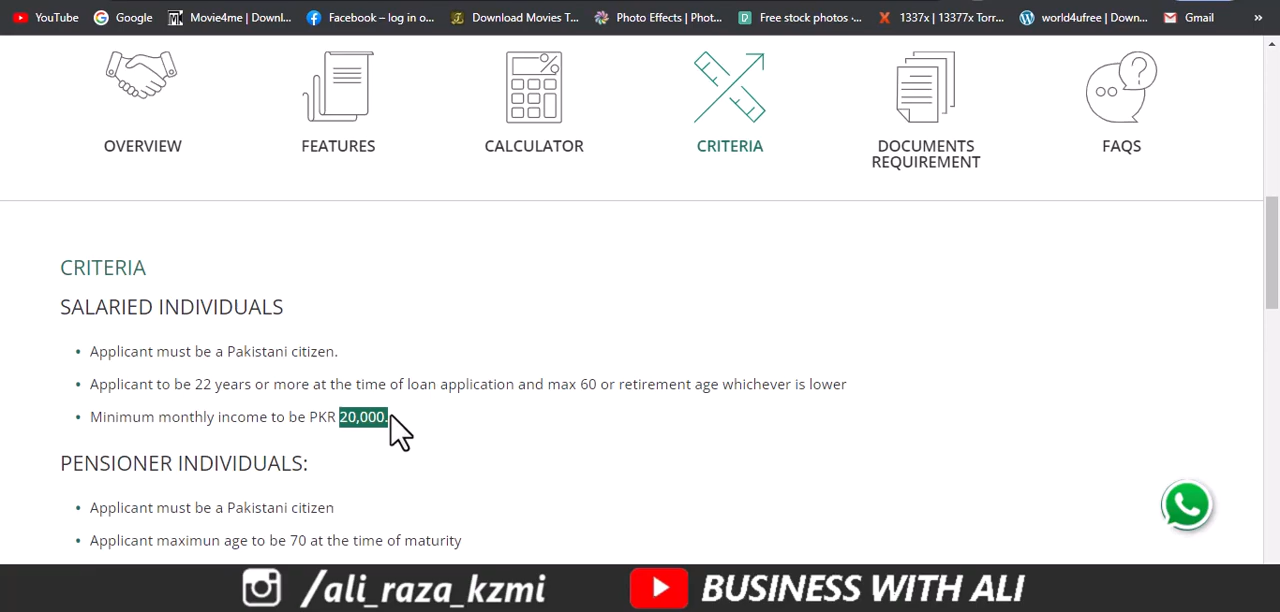 YouTube
Google
Movie4me | Downl...
Facebook – log in o...
Download Movies T...
Photo Effects | Phot...
Free stock photos -...
1337x | 13377x Torr...
world4ufree | Down...
Gmail
»
OVERVIEW
FEATURES
CALCULATOR
CRITERIA
DOCUMENTS
REQUIREMENT
FAQS
CRITERIA
SALARIED INDIVIDUALS
• Applicant must be a Pakistani citizen.
• Applicant to be 22 years or more at the time of loan application and max 60 or retirement age whichever is lower
• Minimum monthly income to be PKR 20,000.
PENSIONER INDIVIDUALS:
• Applicant must be a Pakistani citizen
• Applicant maximun age to be 70 at the time of maturity
/ali_raza_kzmi
BUSINESS WITH ALI